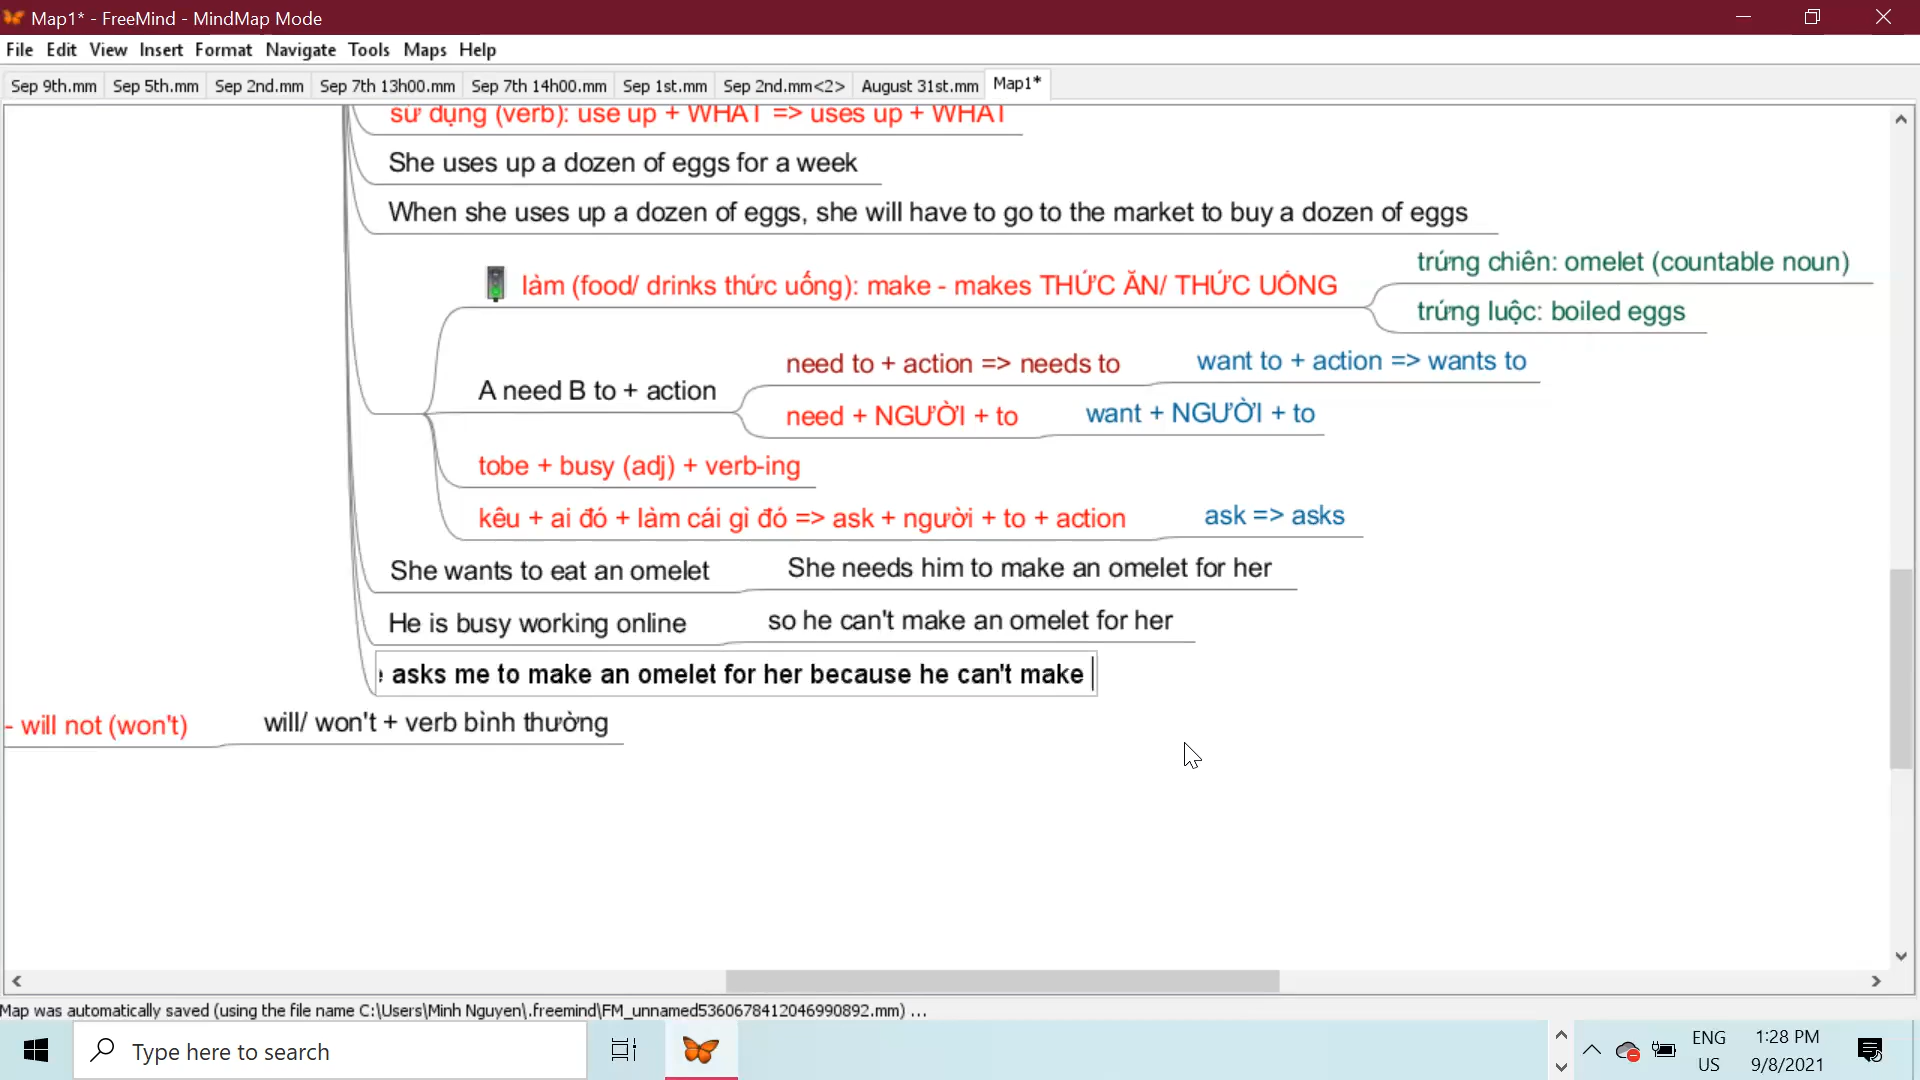 Map1* - FreeMind - MindMap Mode
File Edit View Insert Format Navigate Tools Maps Help
Sep 9th.mm Sep 5th.mm Sep 2nd.mm Sep 7th 13h00.mm Sep 7th 14h00.mm Sep 1st.mm Sep 2nd.mm<2> August 31st.mm Map1*
sử dụng (verb): use up + WHAT => uses up + WHAT
She uses up a dozen of eggs for a week
When she uses up a dozen of eggs, she will have to go to the market to buy a dozen of eggs
làm (food/ drinks thức uống): make - makes THỨC ĂN/ THỨC UỐNG
trứng chiên: omelet (countable noun)
trứng luộc: boiled eggs
A need B to + action
need to + action => needs to
want to + action => wants to
need + NGƯỜI + to
want + NGƯỜI + to
tobe + busy (adj) + verb-ing
kêu + ai đó + làm cái gì đó => ask + người + to + action
ask => asks
She wants to eat an omelet
She needs him to make an omelet for her
He is busy working online
so he can't make an omelet for her
asks me to make an omelet for her because he can't make
- will not (won't)
will/ won't + verb bình thường
Map was automatically saved (using the file name C:\Users\Minh Nguyen\.freemind\FM_unnamed5360678412046990892.mm) ...
Type here to search
ENG
US
1:28 PM
9/8/2021